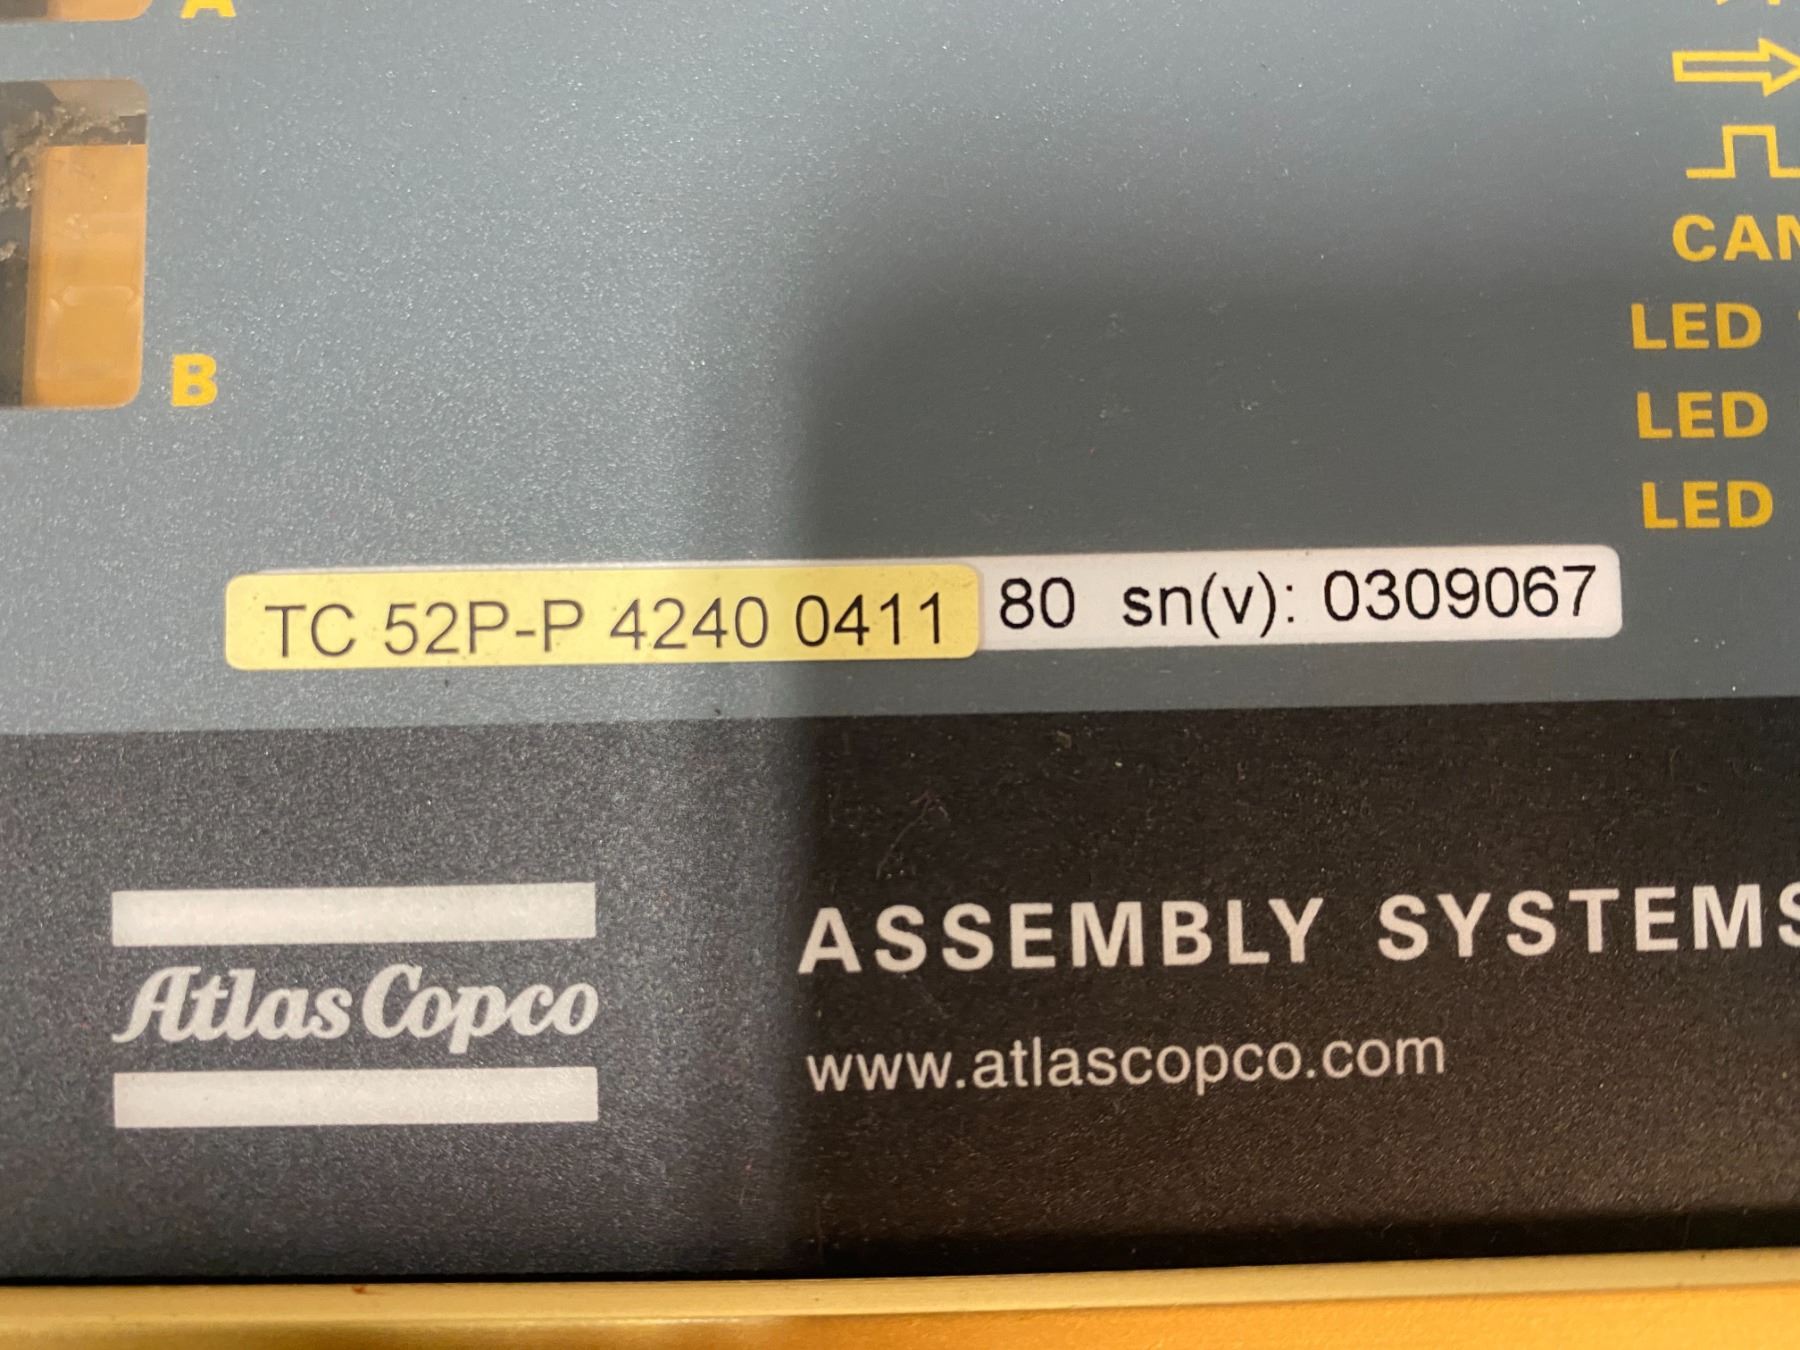 A
B
CAN
LED
LED
LED
TC 52P-P 4240 0411 80 sn(v): 0309067
Atlas Copco
ASSEMBLY SYSTEMS
www.atlascopco.com